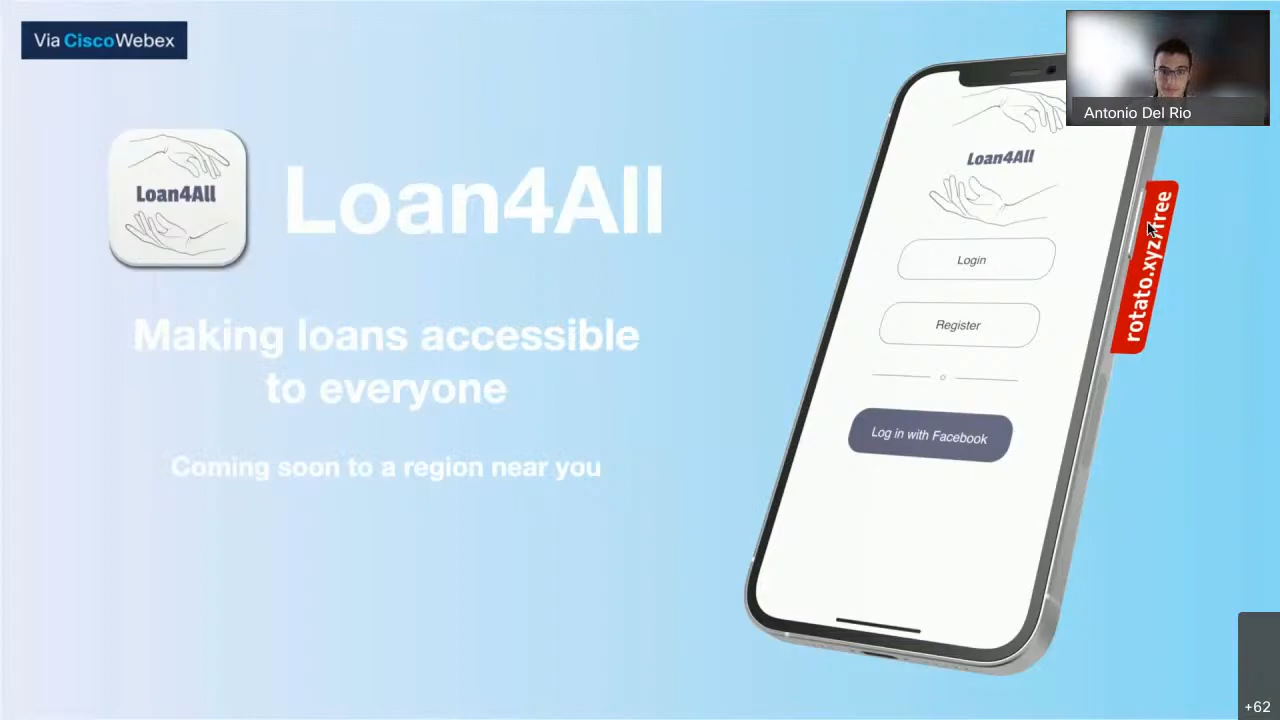 Via CiscoWebex
Antonio Del Rio
Loan4All
Loan4All
Making loans accessible
to everyone
Coming soon to a region near you
Loan4All
Login
Register
Log in with Facebook
rotato.xyz/free
+62